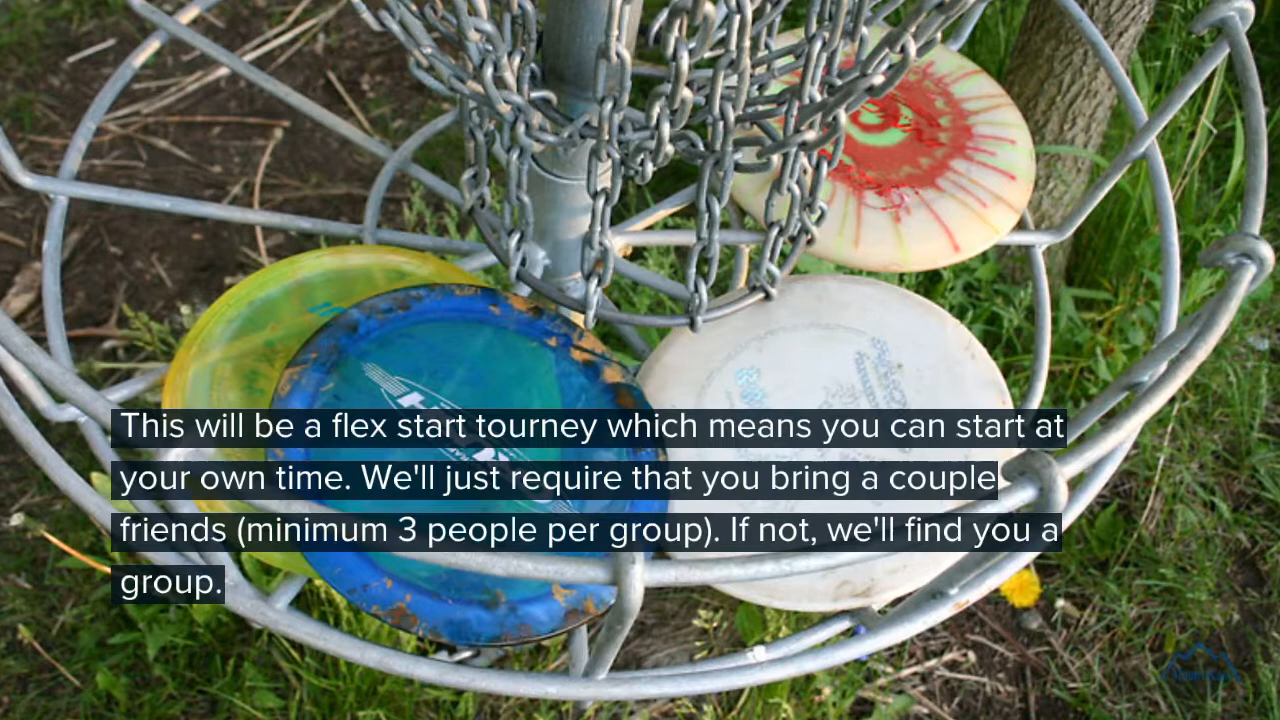 This will be a flex start tourney which means you can start at
your own time. We'll just require that you bring a couple
friends (minimum 3 people per group). If not, we'll find you a
group.